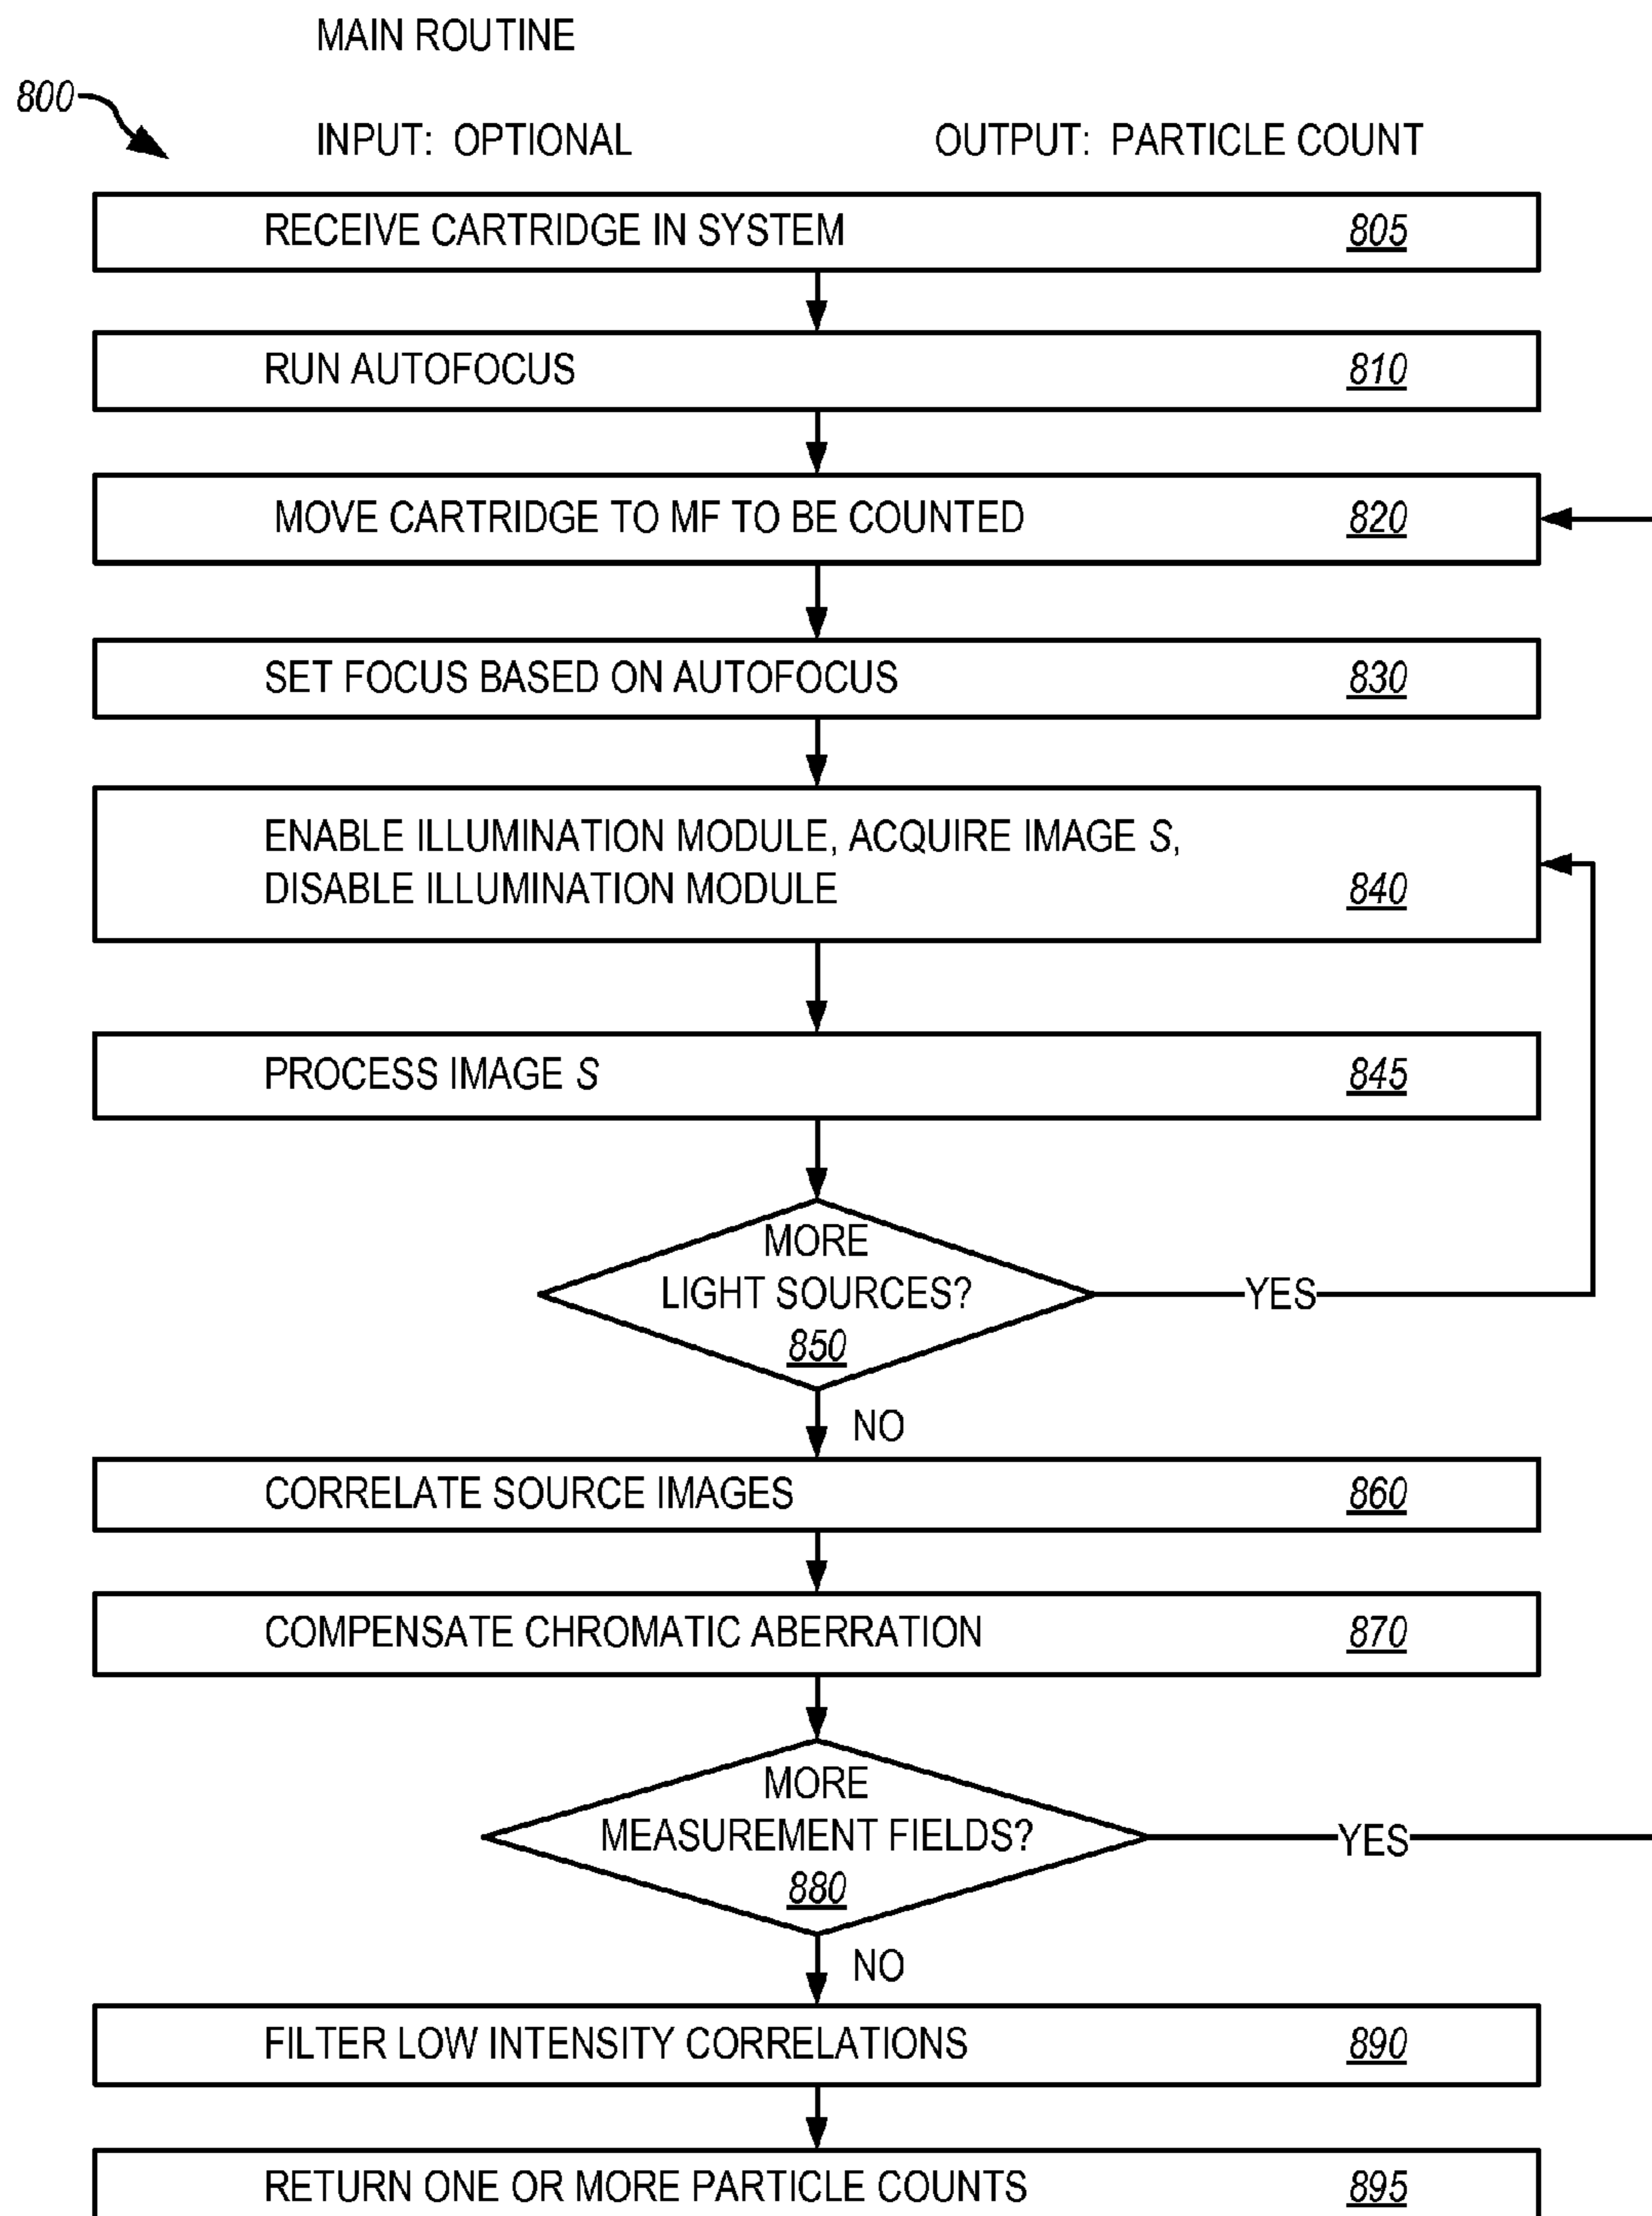 MAIN ROUTINE
800
INPUT: OPTIONAL OUTPUT: PARTICLE COUNT
RECEIVE CARTRIDGE IN SYSTEM 805
RUN AUTOFOCUS 810
MOVE CARTRIDGE TO MF TO BE COUNTED 820
SET FOCUS BASED ON AUTOFOCUS 830
ENABLE ILLUMINATION MODULE, ACQUIRE IMAGE S,
DISABLE ILLUMINATION MODULE 840
PROCESS IMAGE S 845
MORE
LIGHT SOURCES? YES
850
NO
CORRELATE SOURCE IMAGES 860
COMPENSATE CHROMATIC ABERRATION 870
MORE
MEASUREMENT FIELDS? YES
880
NO
FILTER LOW INTENSITY CORRELATIONS 890
RETURN ONE OR MORE PARTICLE COUNTS 895